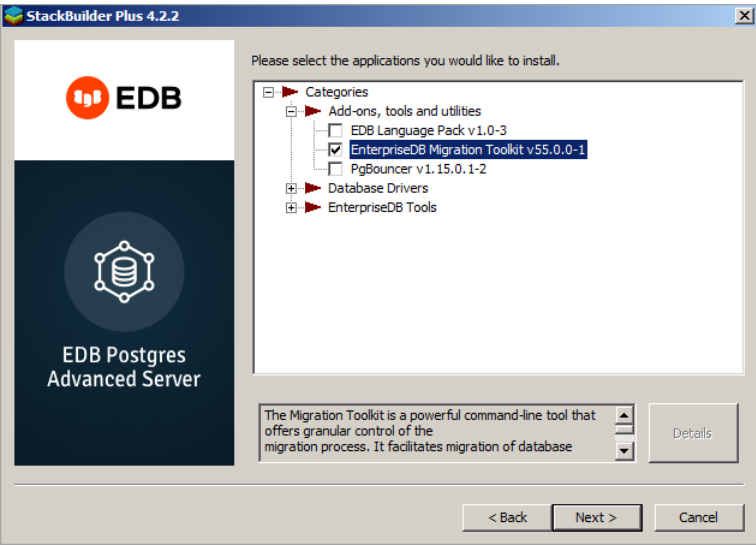 StackBuilder Plus 4.2.2
EDB
EDB Postgres
Advanced Server
Please select the applications you would like to install.
Categories
Add-ons, tools and utilities
EDB Language Pack v1.0-3
EnterpriseDB Migration Toolkit v55.0.0-1
PgBouncer v1.15.0.1-2
Database Drivers
EnterpriseDB Tools
The Migration Toolkit is a powerful command-line tool that
offers granular control of the
migration process. It facilitates migration of database
Details
< Back
Next >
Cancel